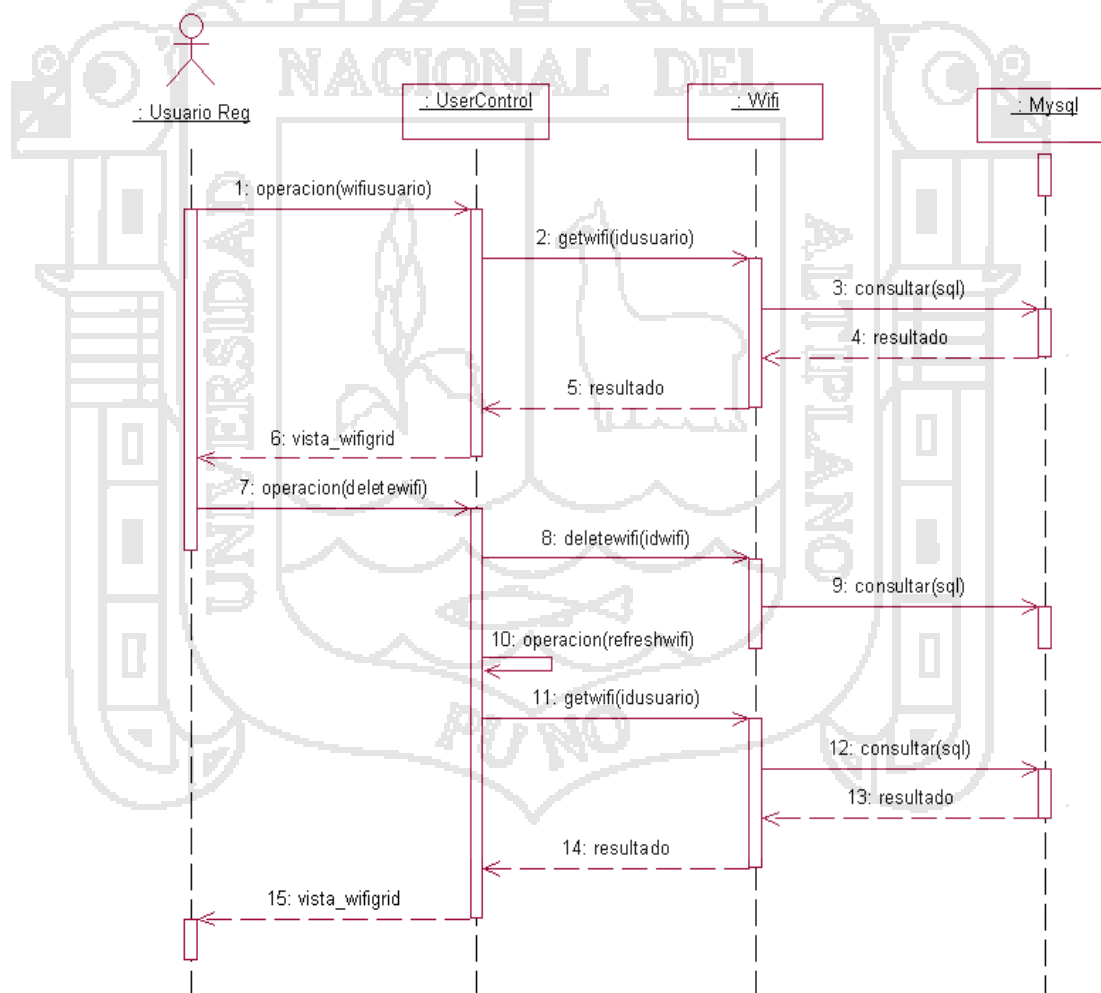 NACIONAL DEL
UNIVERSIDAD
ALTIPLANO
PUNO
: Usuario Reg
: UserControl
: Wifi
: Mysql
1: operacion(wifiusuario)
2: getwifi(idusuario)
3: consultar(sql)
4: resultado
5: resultado
6: vista_wifigrid
7: operacion(deletewifi)
8: deletewifi(idwifi)
9: consultar(sql)
10: operacion(refreshwifi)
11: getwifi(idusuario)
12: consultar(sql)
13: resultado
14: resultado
15: vista_wifigrid